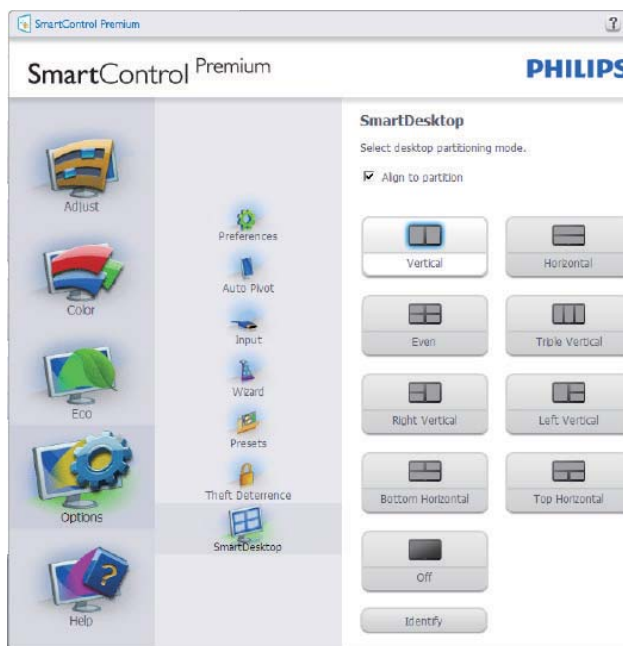 SmartControl Premium
?
SmartControl Premium
PHILIPS
Adjust
Color
Eco
Options
Help
Preferences
Auto Pivot
Input
Wizard
Presets
Theft Deterrence
SmartDesktop
SmartDesktop
Select desktop partitioning mode.
Align to partition
Vertical
Horizontal
Even
Triple Vertical
Right Vertical
Left Vertical
Bottom Horizontal
Top Horizontal
Off
Identify